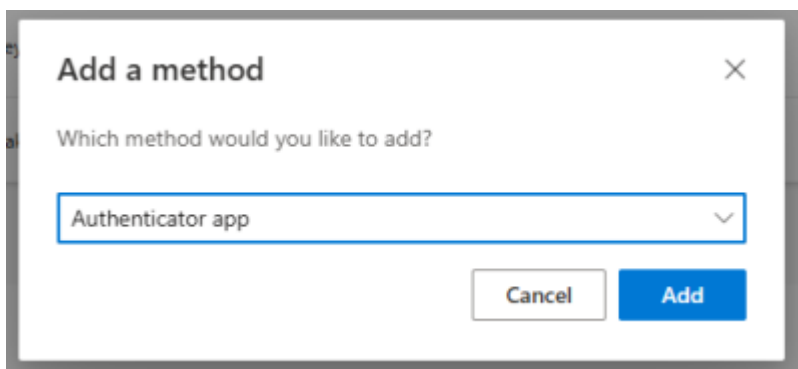 Add a method
Which method would you like to add?
Authenticator app
Cancel
Add